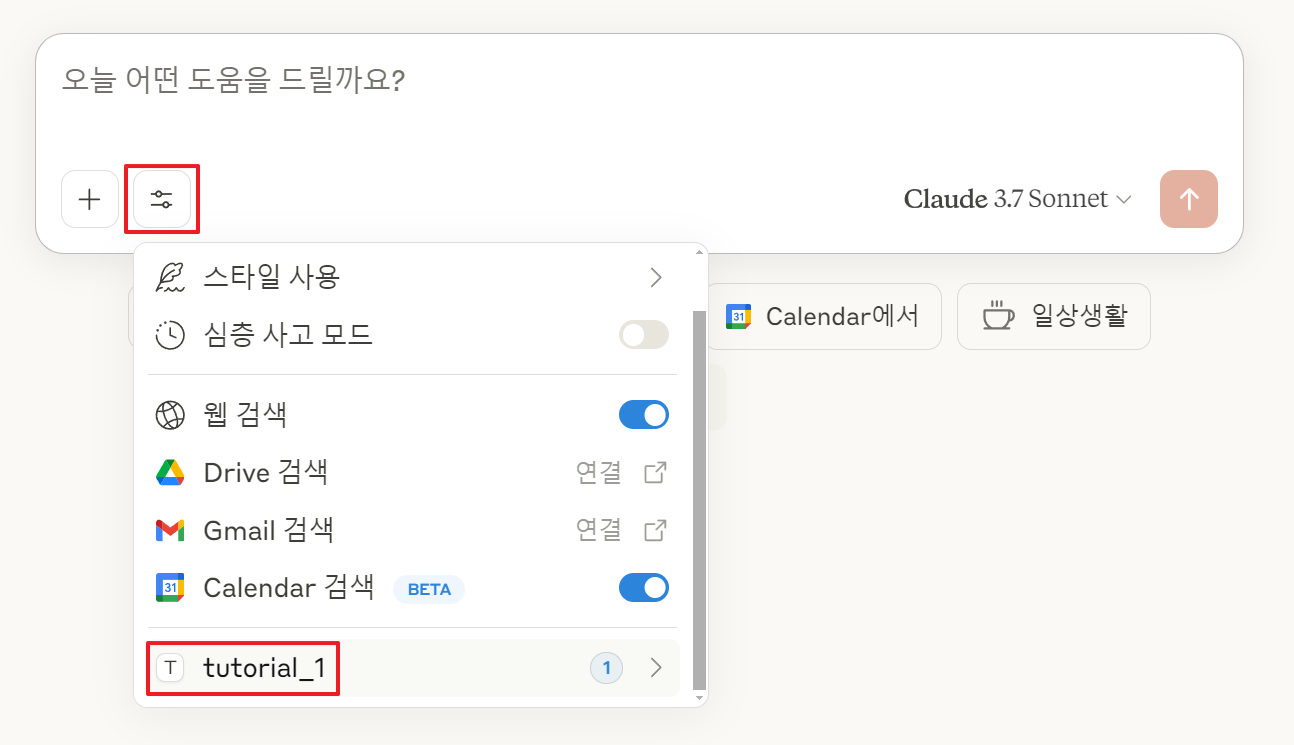 오늘 어떤 도움을 드릴까요?
Claude 3.7 Sonnet
스타일 사용
심층 사고 모드
31 Calendar에서
일상생활
웹 검색
Drive 검색 연결
Gmail 검색 연결
31 Calendar 검색 BETA
T tutorial_1 1